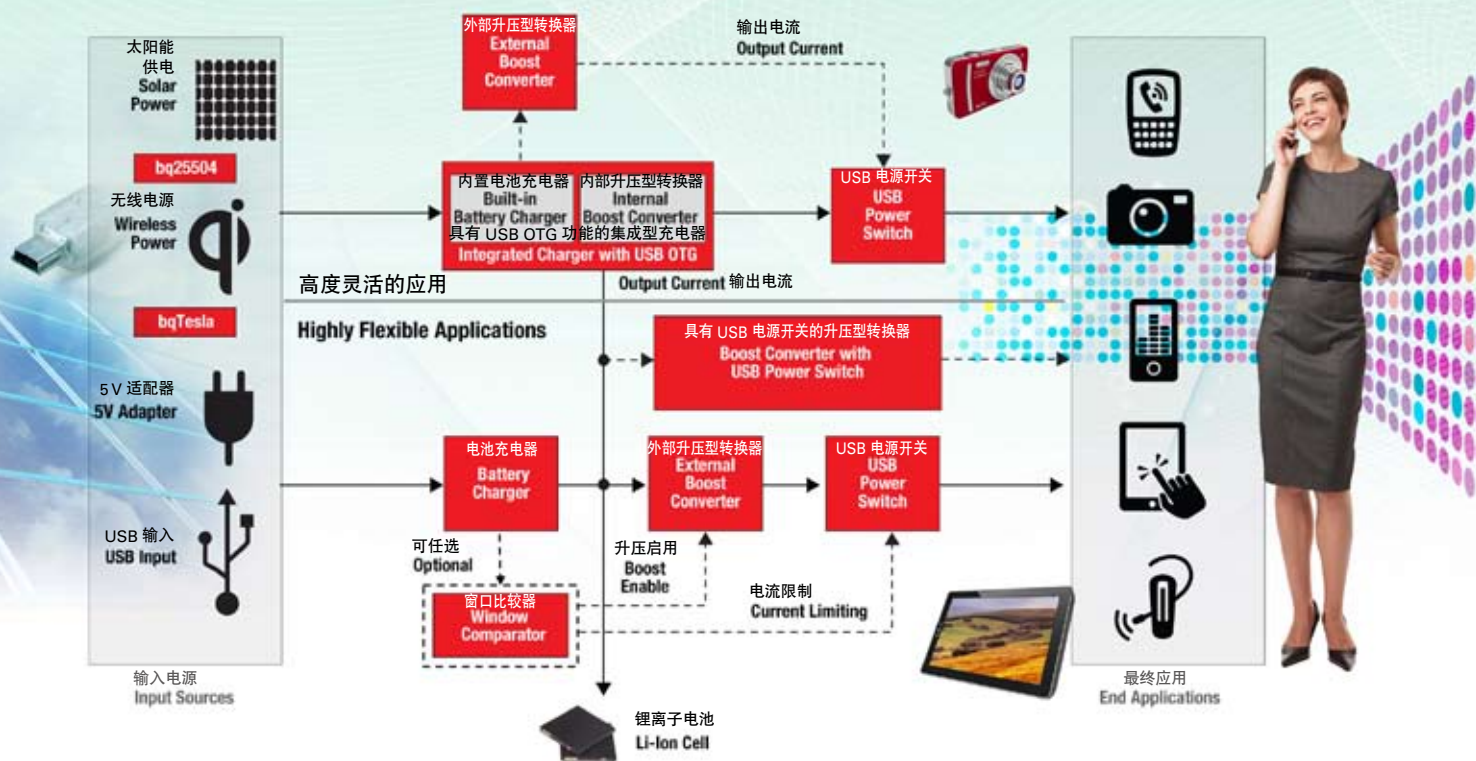 太阳能
供电
Solar
Power
bq25504
无线电源
Wireless
Power
bqTesla
5 V 适配器
5V Adapter
USB 输入
USB Input
输入电源
Input Sources
外部升压型转换器
External
Boost
Converter
输出电流
Output Current
内置电池充电器
Built-in
Battery Charger
内部升压型转换器
Internal
Boost Converter
具有 USB OTG 功能的集成型充电器
Integrated Charger with USB OTG
USB 电源开关
USB
Power
Switch
高度灵活的应用
Output Current 输出电流
Highly Flexible Applications
具有 USB 电源开关的升压型转换器
Boost Converter with
USB Power Switch
电池充电器
Battery
Charger
外部升压型转换器
External
Boost
Converter
USB 电源开关
USB
Power
Switch
可任选
Optional
升压启用
Boost
Enable
电流限制
Current Limiting
窗口比较器
Window
Comparator
锂离子电池
Li-Ion Cell
最终应用
End Applications